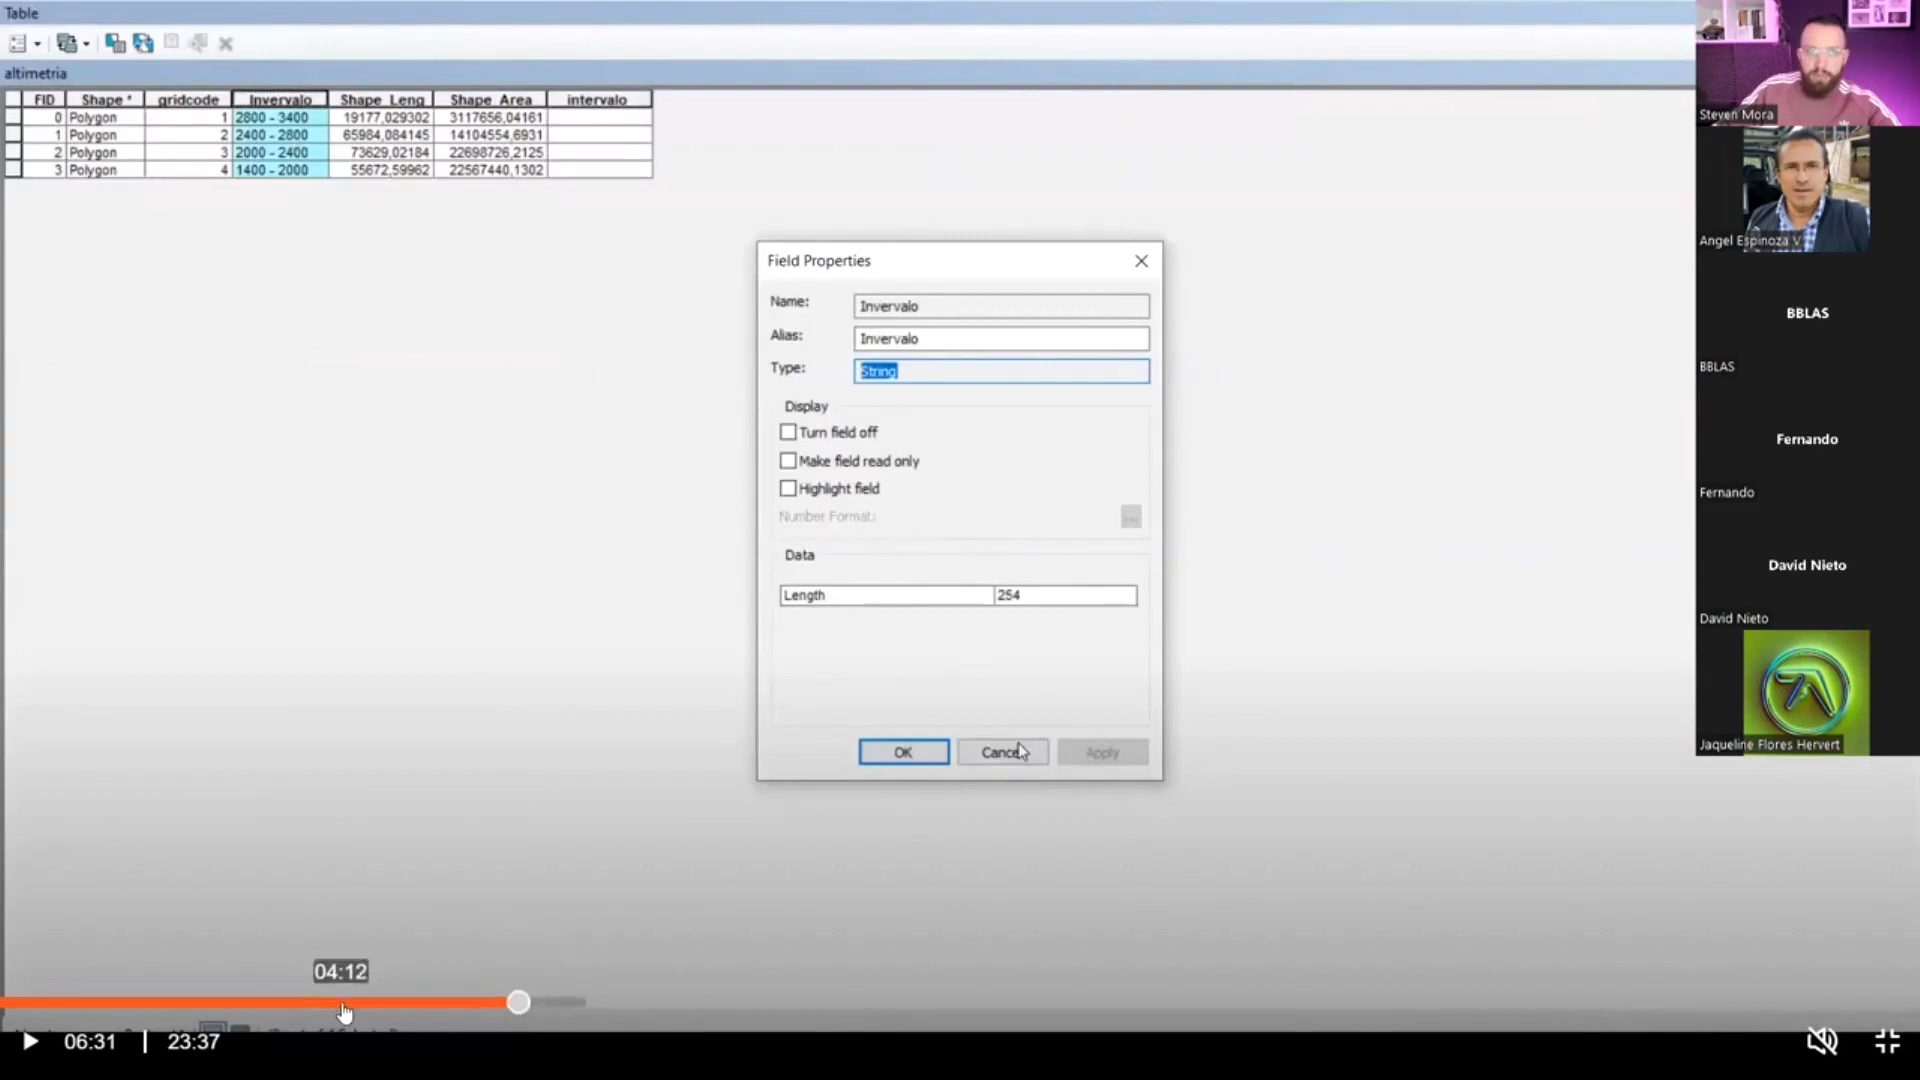 Table
altimetria
FID Shape * gridcode Invervalo Shape_Leng Shape_Area intervalo
0 Polygon 1 2800 - 3400 19177,029302 3117656,04161
1 Polygon 2 2400 - 2800 65984,084145 14104554,6931
2 Polygon 3 2000 - 2400 73629,02184 22698726,2125
3 Polygon 4 1400 - 2000 55672,59962 22567440,1302
Field Properties
Name: Invervalo
Alias: Invervalo
Type: String
Display
Turn field off
Make field read only
Highlight field
Number Format:
Data
Length 254
OK Cancel Apply
Steven Mora
Angel Espinoza V
BBLAS
BBLAS
Fernando
Fernando
David Nieto
David Nieto
Jaqueline Flores Hervert
04:12
06:31 | 23:37